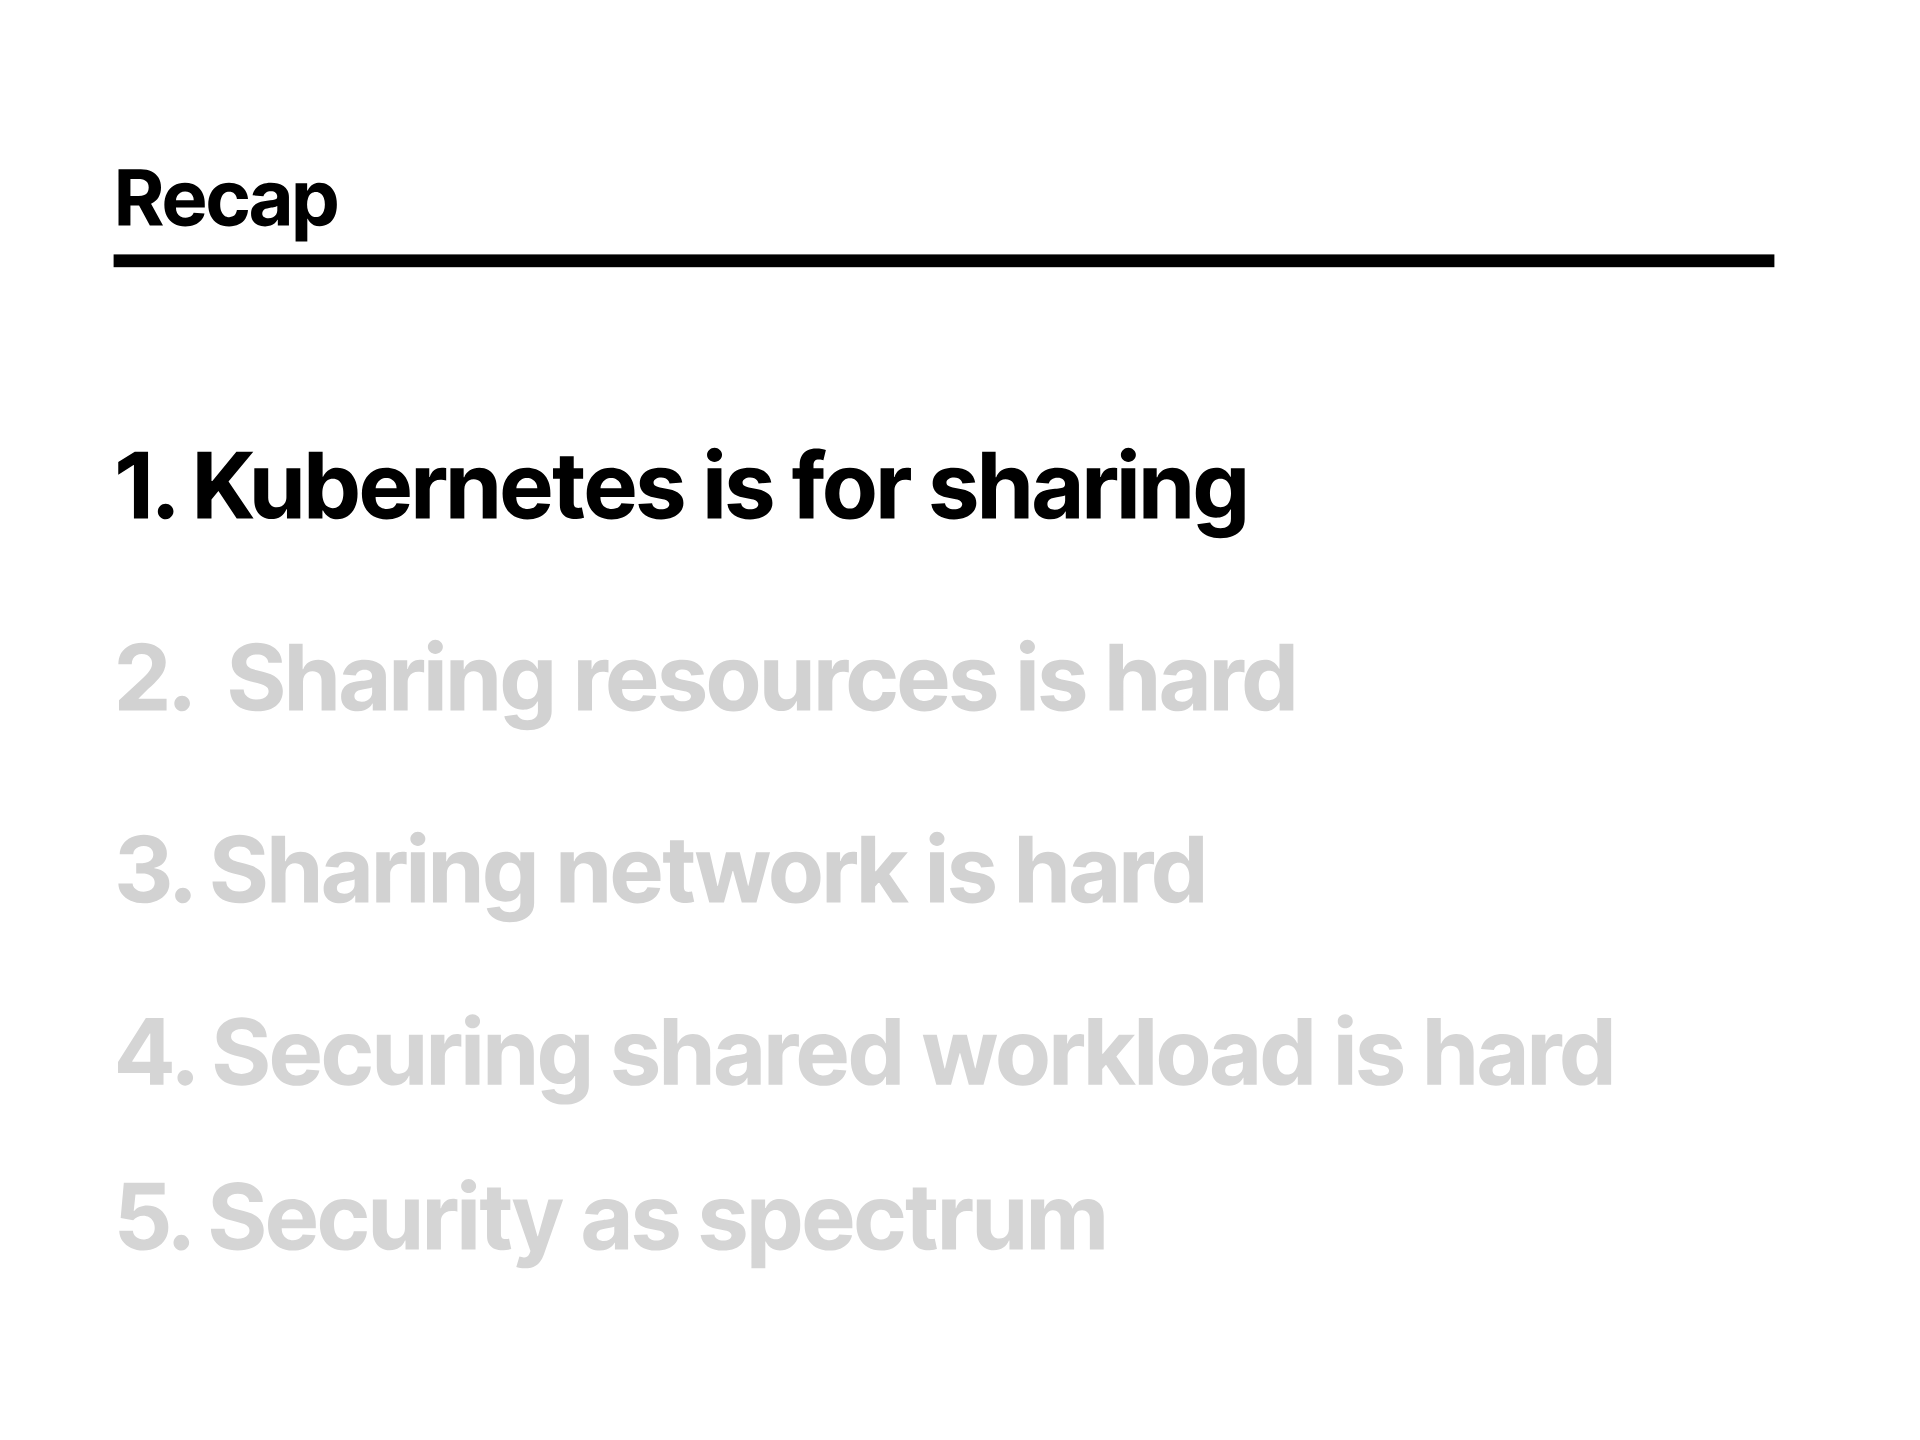 Recap
1. Kubernetes is for sharing
2. Sharing resources is hard
3. Sharing network is hard
4. Securing shared workload is hard
5. Security as spectrum